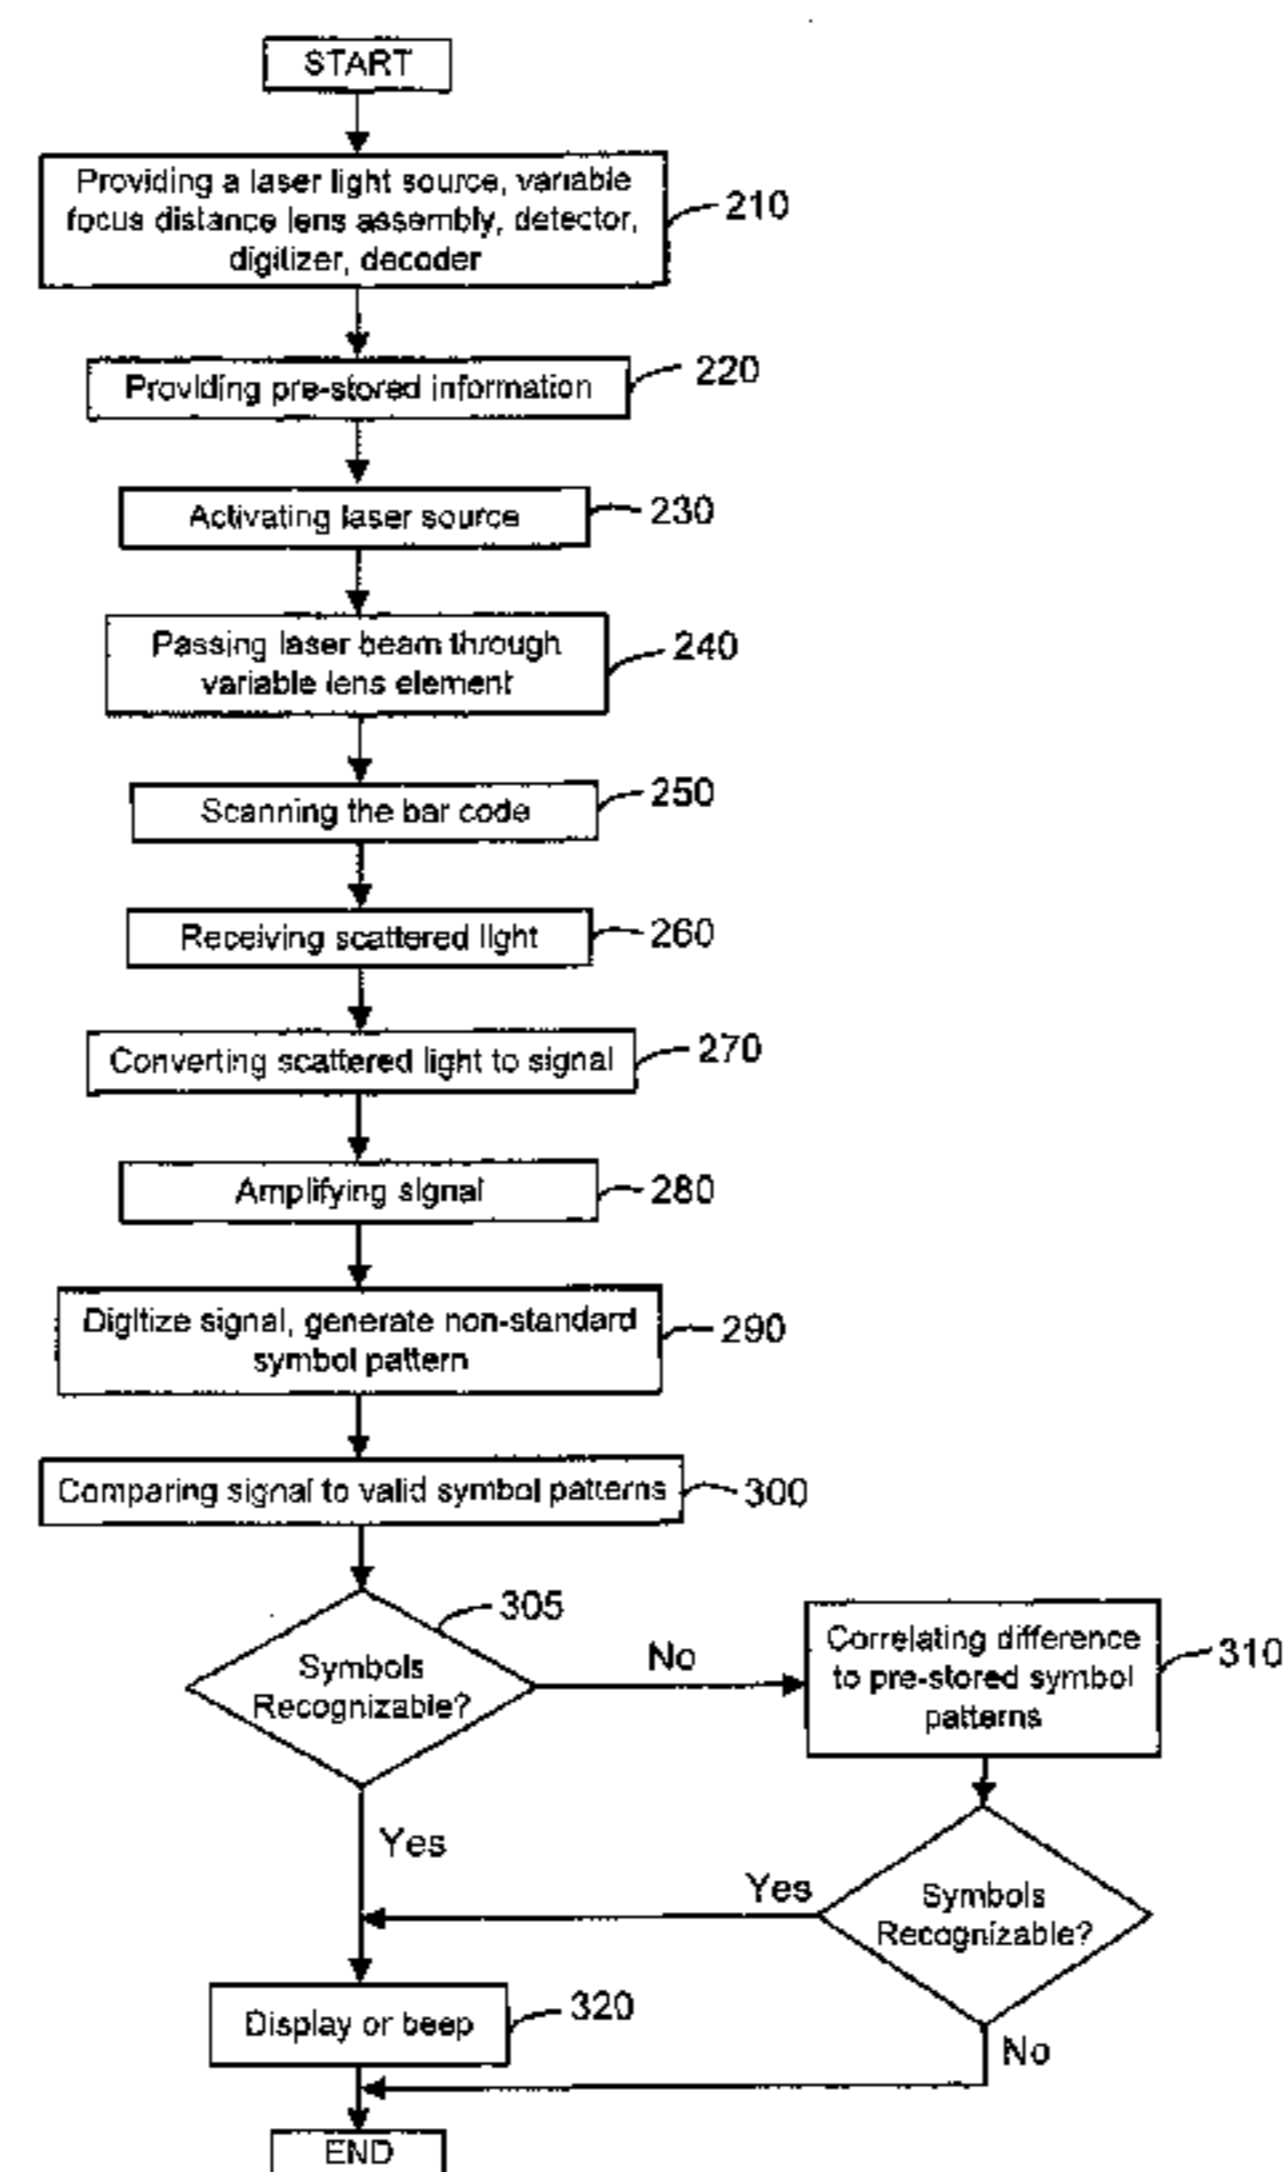 START
Providing a laser light source, variable
focus distance lens assembly, detector,
digitizer, decoder
210
Providing pre-stored information
220
Activating laser source
230
Passing laser beam through
variable lens element
240
Scanning the bar code
250
Receiving scattered light
260
Converting scattered light to signal
270
Amplifying signal
280
Digitize signal, generate non-standard
symbol pattern
290
Comparing signal to valid symbol patterns
300
305
Symbols
Recognizable?
No
Correlating difference
to pre-stored symbol
patterns
310
Yes
Yes
Symbols
Recognizable?
Display or beep
320
No
END